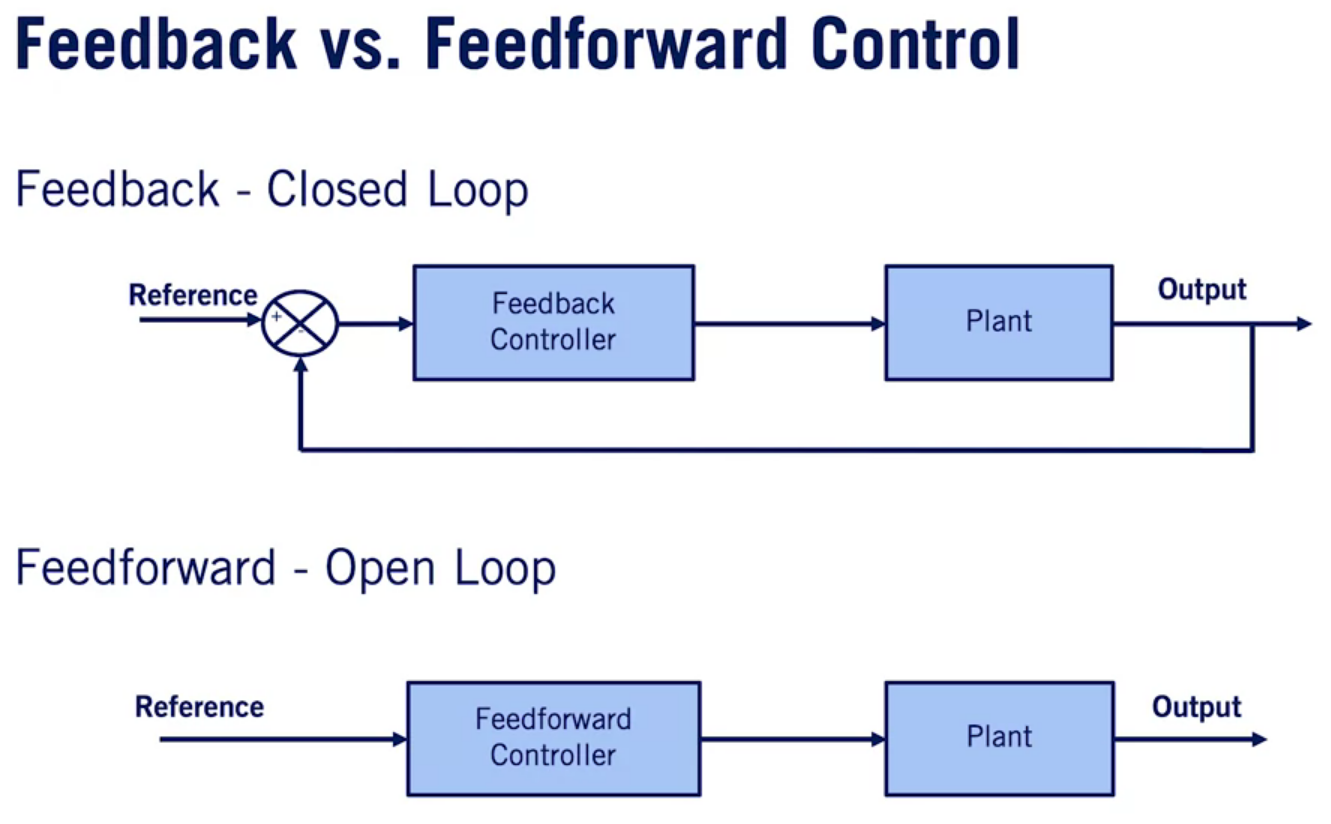 Feedback vs. Feedforward Control
Feedback - Closed Loop
Reference
+
-
Feedback
Controller
Plant
Output
Feedforward - Open Loop
Reference
Feedforward
Controller
Plant
Output